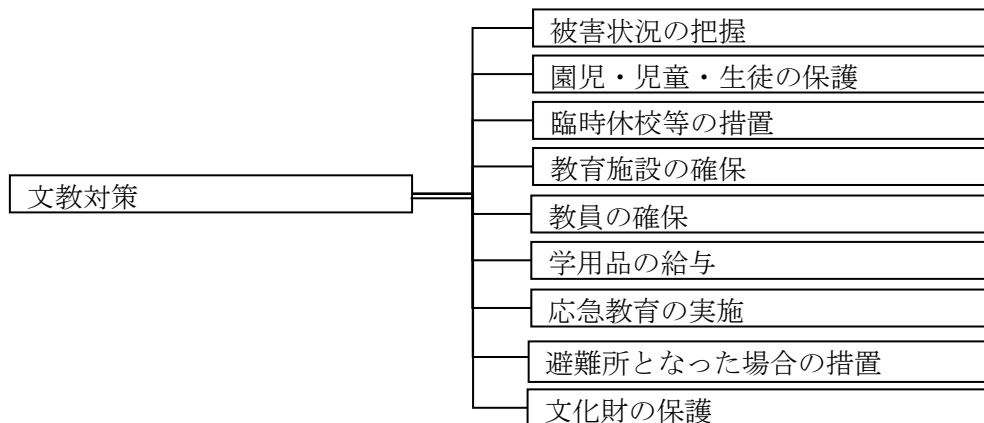 文教対策
被害状況の把握
園児・児童・生徒の保護
臨時休校等の措置
教育施設の確保
教員の確保
学用品の給与
応急教育の実施
避難所となった場合の措置
文化財の保護